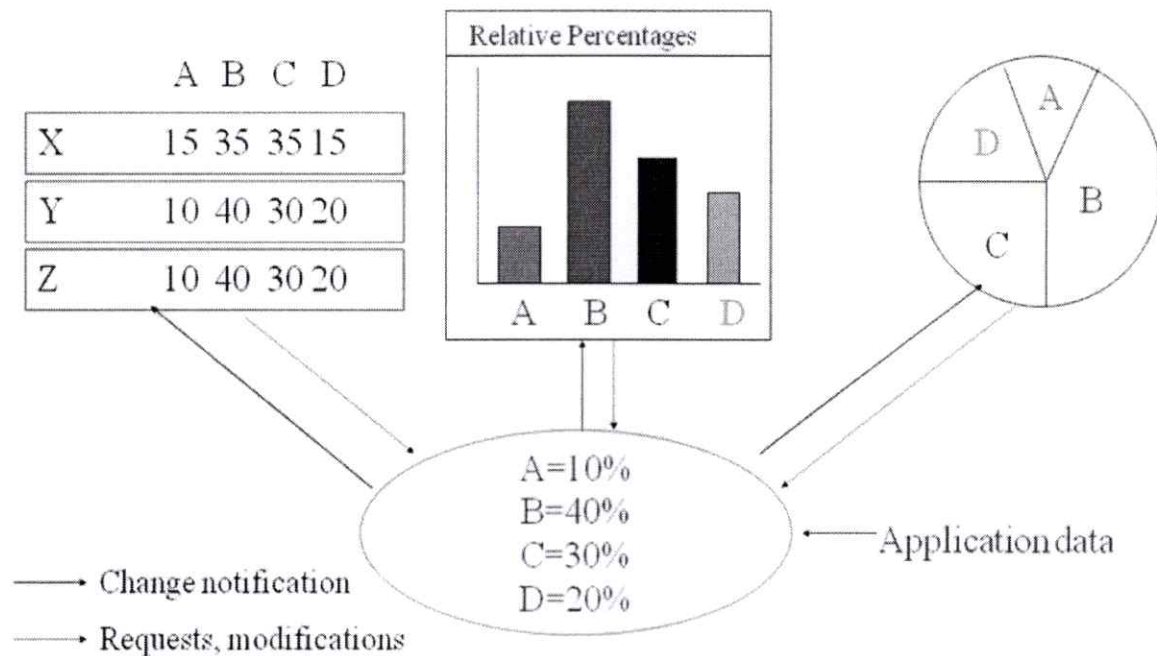 A B C D
X 15 35 35 15
Y 10 40 30 20
Z 10 40 30 20
Relative Percentages
A B C D
A
D
B
C
A=10%
B=40%
C=30%
D=20%
Application data
Change notification
Requests, modifications